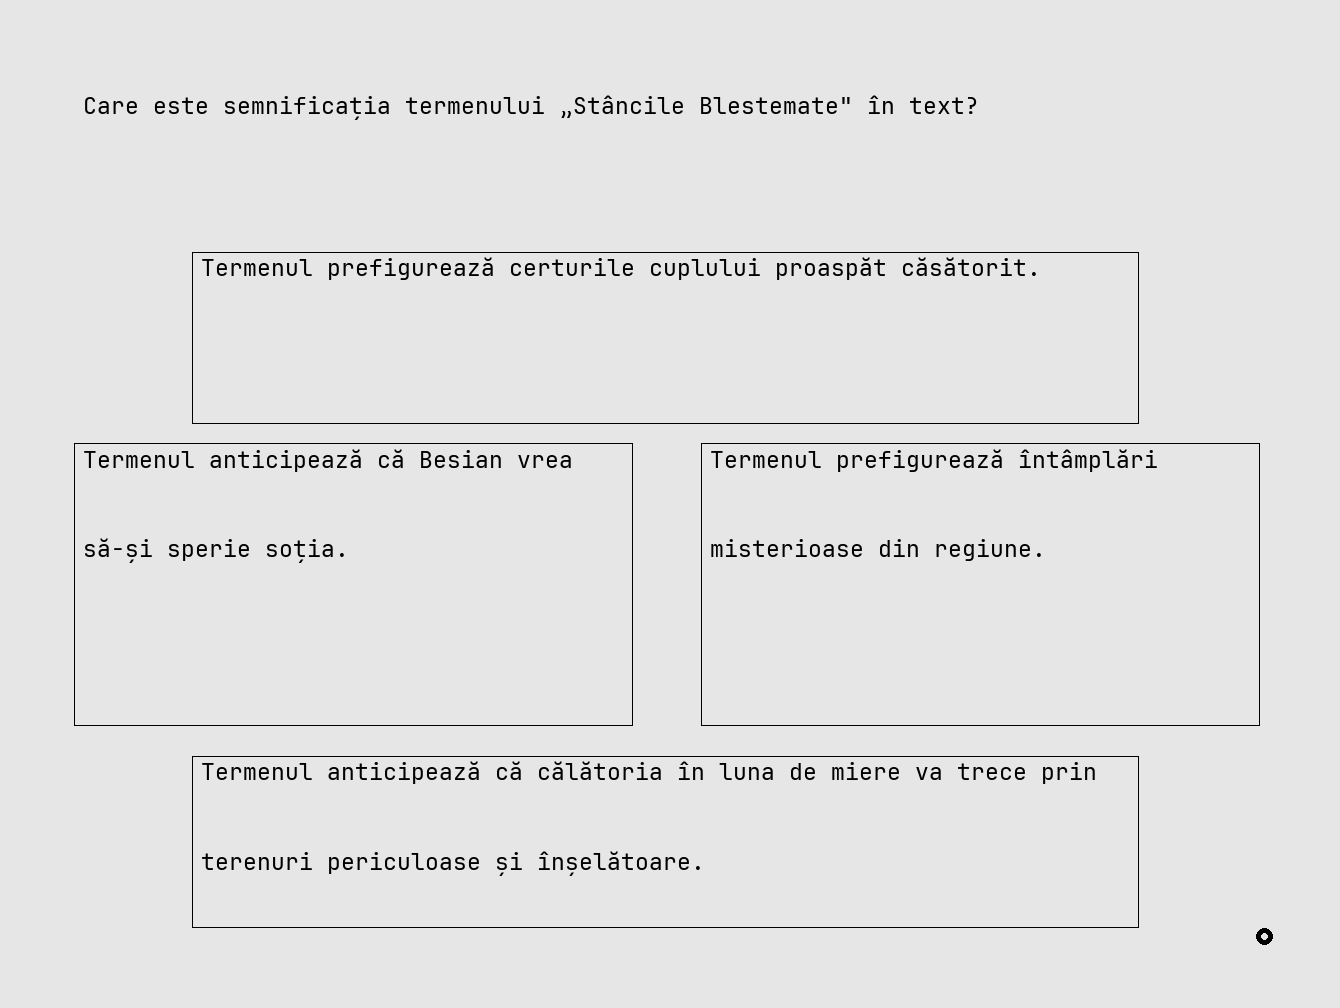 Care este semnificația termenului „Stâncile Blestemate" în text?
Termenul prefigurează certurile cuplului proaspăt căsătorit.
Termenul anticipează că Besian vrea
să-și sperie soția.
Termenul prefigurează întâmplări
misterioase din regiune.
Termenul anticipează că călătoria în luna de miere va trece prin
terenuri periculoase și înșelătoare.